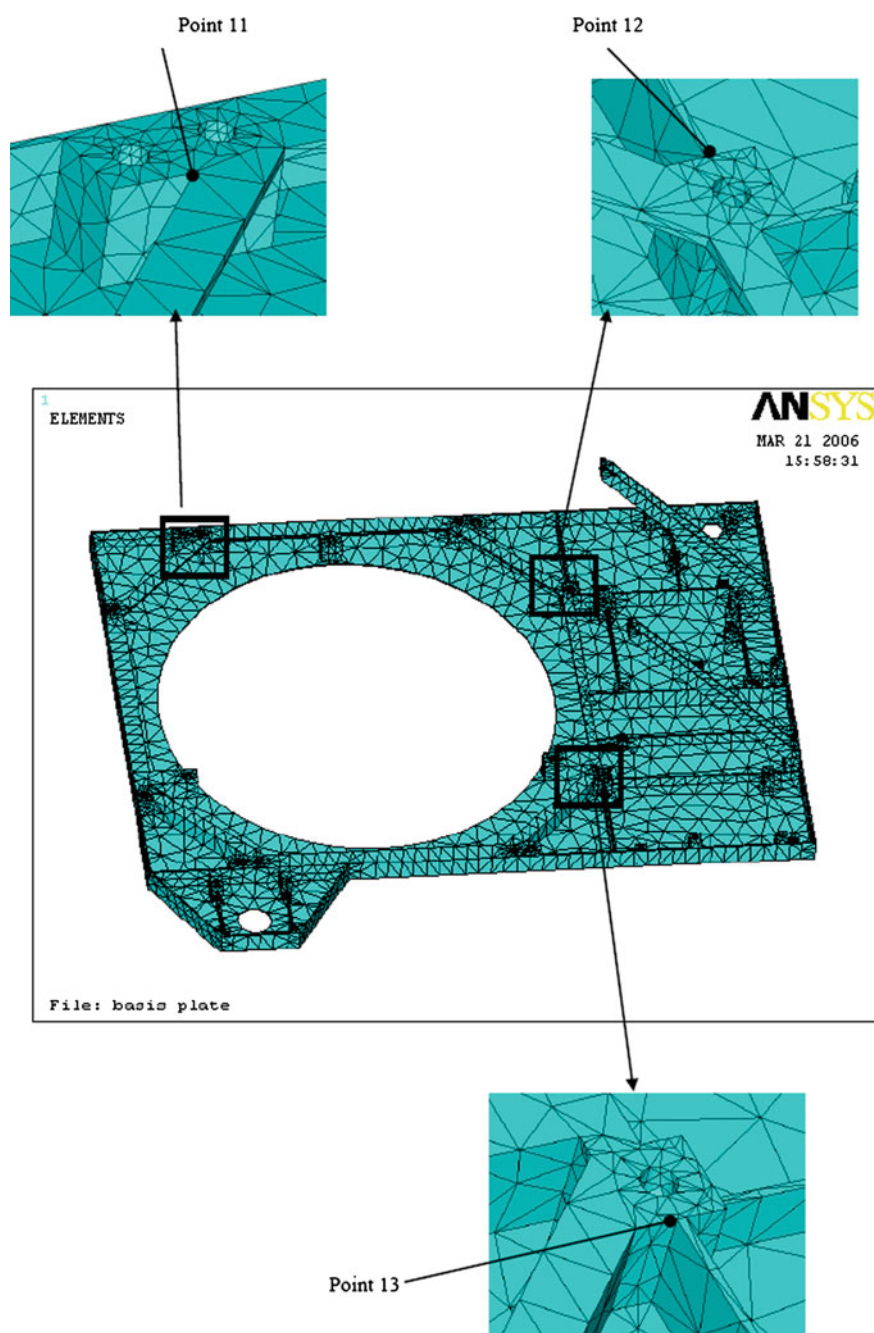 Point 11
Point 12
1
ELEMENTS
ANSYS
MAR 21 2006
15:58:31
File: basis plate
Point 13